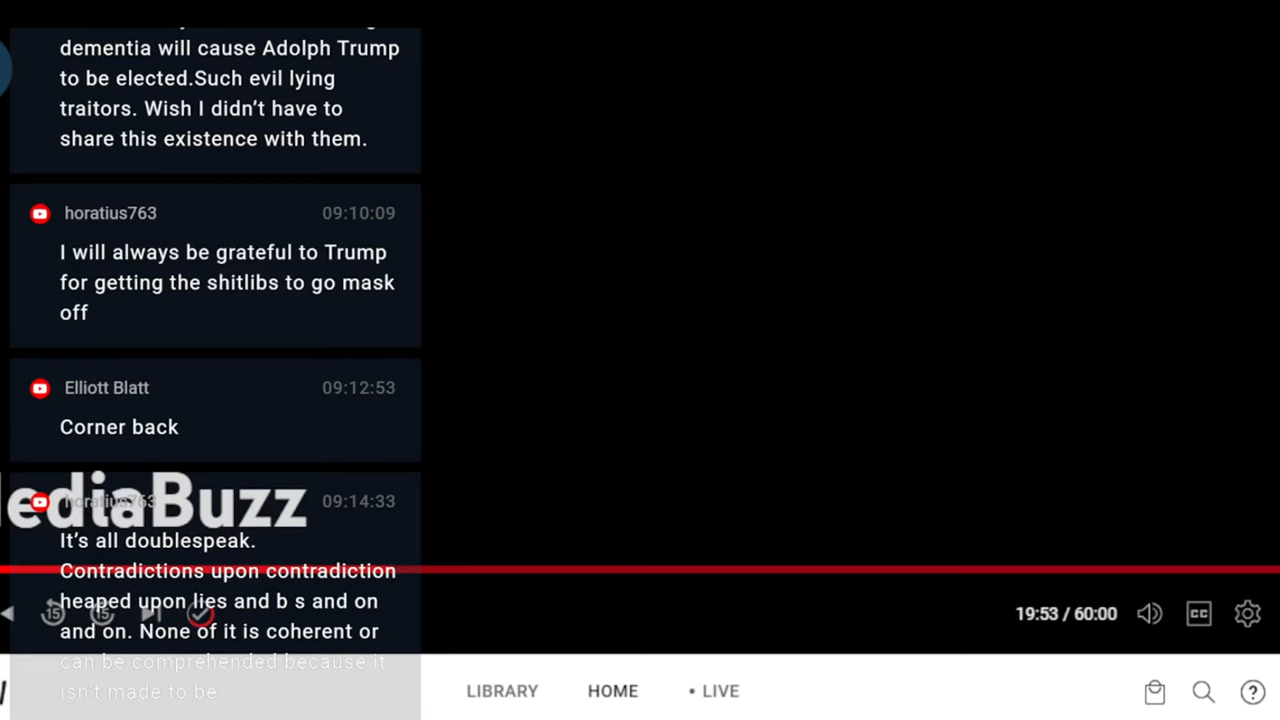 dementia will cause Adolph Trump
to be elected.Such evil lying
traitors. Wish I didn't have to
share this existence with them.
horatius763 09:10:09
I will always be grateful to Trump
for getting the shitlibs to go mask
off
Elliott Blatt 09:12:53
Corner back
ediaBuzz
horatius763 09:14:33
It's all doublespeak.
Contradictions upon contradiction
heaped upon lies and b s and on
and on. None of it is coherent or
can be comprehended because it
isn't made to be
15 15
19:53 / 60:00 CC
LIBRARY HOME • LIVE